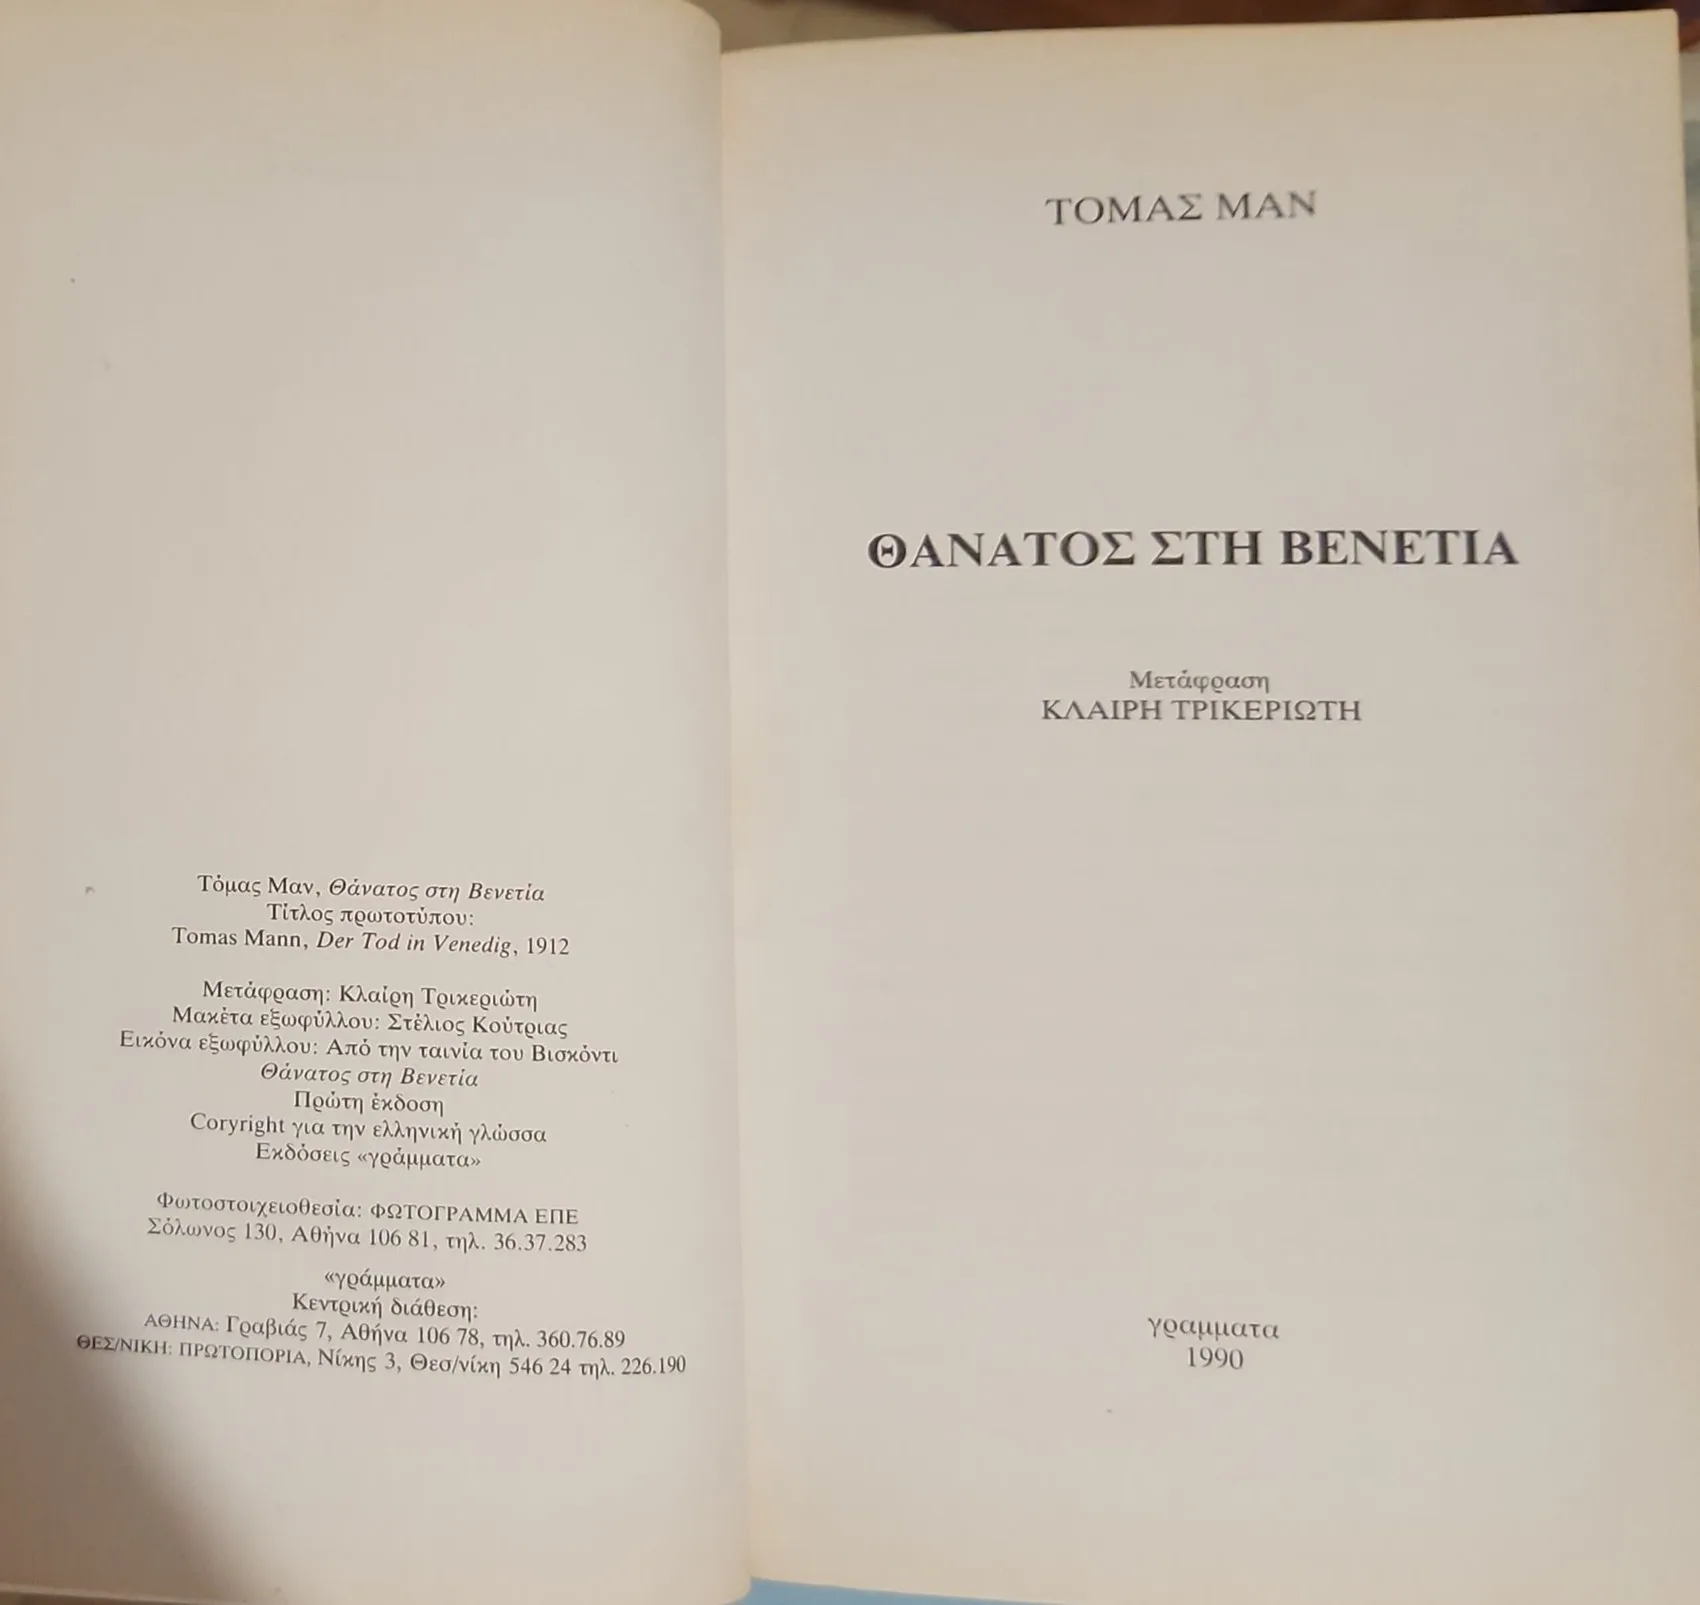 Τόμας Μαν, Θάνατος στη Βενετία
Τίτλος πρωτοτύπου:
Tomas Mann, Der Tod in Venedig, 1912
Μετάφραση: Κλαίρη Τρικεριώτη
Μακέτα εξωφύλλου: Στέλιος Κούτριας
Εικόνα εξωφύλλου: Από την ταινία του Βισκόντι
Θάνατος στη Βενετία
Πρώτη έκδοση
Coryright για την ελληνική γλώσσα
Εκδόσεις «γράμματα»
Φωτοστοιχειοθεσία: ΦΩΤΟΓΡΑΜΜΑ ΕΠΕ
Σόλωνος 130, Αθήνα 106 81, τηλ. 36.37.283
«γράμματα»
Κεντρική διάθεση:
ΑΘΗΝΑ: Γραβιάς 7, Αθήνα 106 78, τηλ. 360.76.89
ΘΕΣ/ΝΙΚΗ: ΠΡΩΤΟΠΟΡΙΑ, Νίκης 3, Θεσ/νίκη 546 24 τηλ. 226.190
ΤΟΜΑΣ ΜΑΝ
ΘΑΝΑΤΟΣ ΣΤΗ ΒΕΝΕΤΙΑ
Μετάφραση
ΚΛΑΙΡΗ ΤΡΙΚΕΡΙΩΤΗ
γραμματα
1990